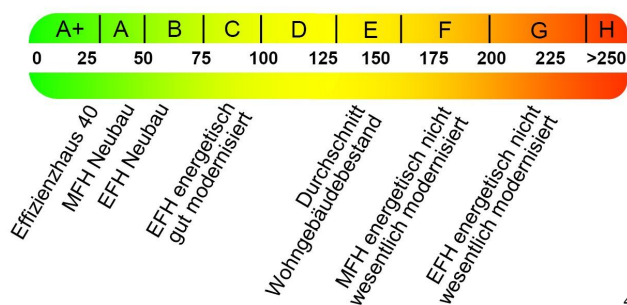 A+ A B C D E F G H
0 25 50 75 100 125 150 175 200 225 >250
Effizienzhaus 40
MFH Neubau
EFH Neubau
EFH energetisch
gut modernisiert
Durchschnitt
Wohngebäudebestand
MFH energetisch nicht
wesentlich modernisiert
EFH energetisch nicht
wesentlich modernisiert